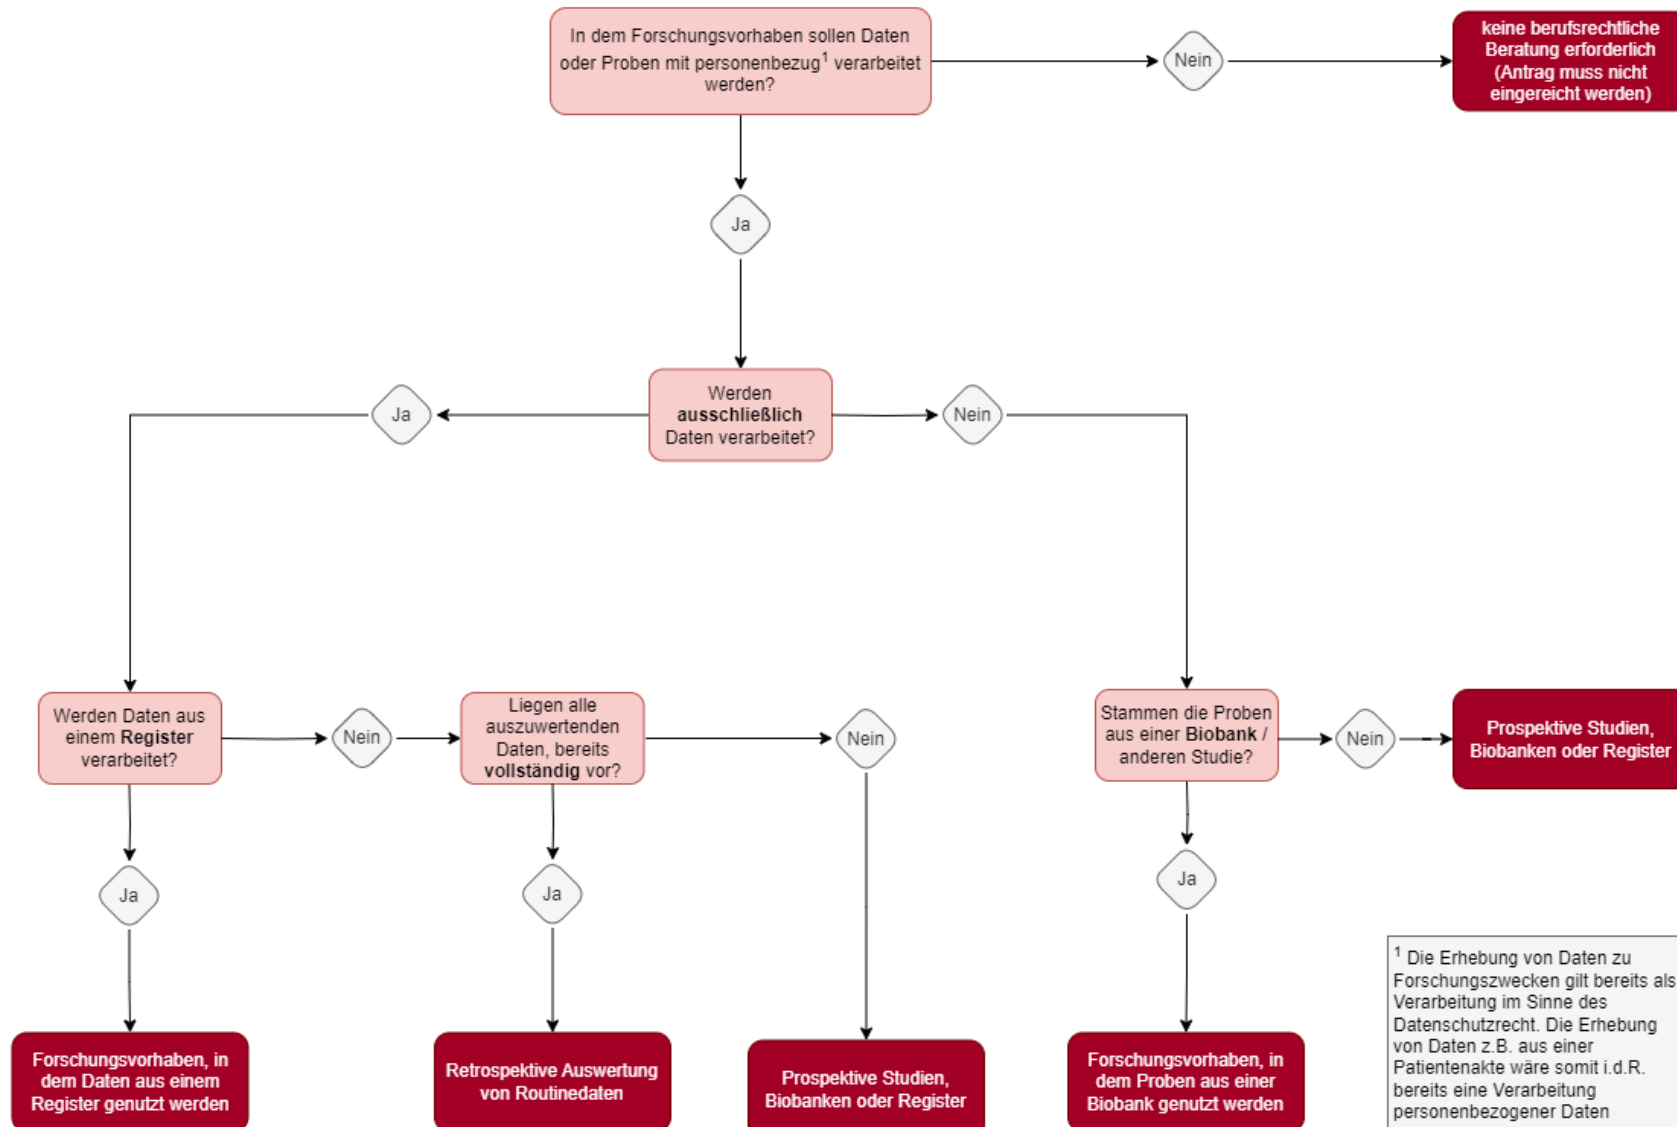 In dem Forschungsvorhaben sollen Daten
oder Proben mit personenbezug¹ verarbeitet
werden?
Nein
keine berufsrechtliche
Beratung erforderlich
(Antrag muss nicht
eingereicht werden)
Ja
Werden
ausschließlich
Daten verarbeitet?
Ja
Nein
Werden Daten aus
einem Register
verarbeitet?
Nein
Liegen alle
auszuwertenden
Daten, bereits
vollständig vor?
Nein
Stammen die Proben
aus einer Biobank /
anderen Studie?
Nein
Prospektive Studien,
Biobanken oder Register
Ja
Ja
Ja
Forschungsvorhaben, in
dem Daten aus einem
Register genutzt werden
Retrospektive Auswertung
von Routinedaten
Prospektive Studien,
Biobanken oder Register
Forschungsvorhaben, in
dem Proben aus einer
Biobank genutzt werden
¹ Die Erhebung von Daten zu
Forschungszwecken gilt bereits als
Verarbeitung im Sinne des
Datenschutzrecht. Die Erhebung
von Daten z.B. aus einer
Patientenakte wäre somit i.d.R.
bereits eine Verarbeitung
personenbezogener Daten